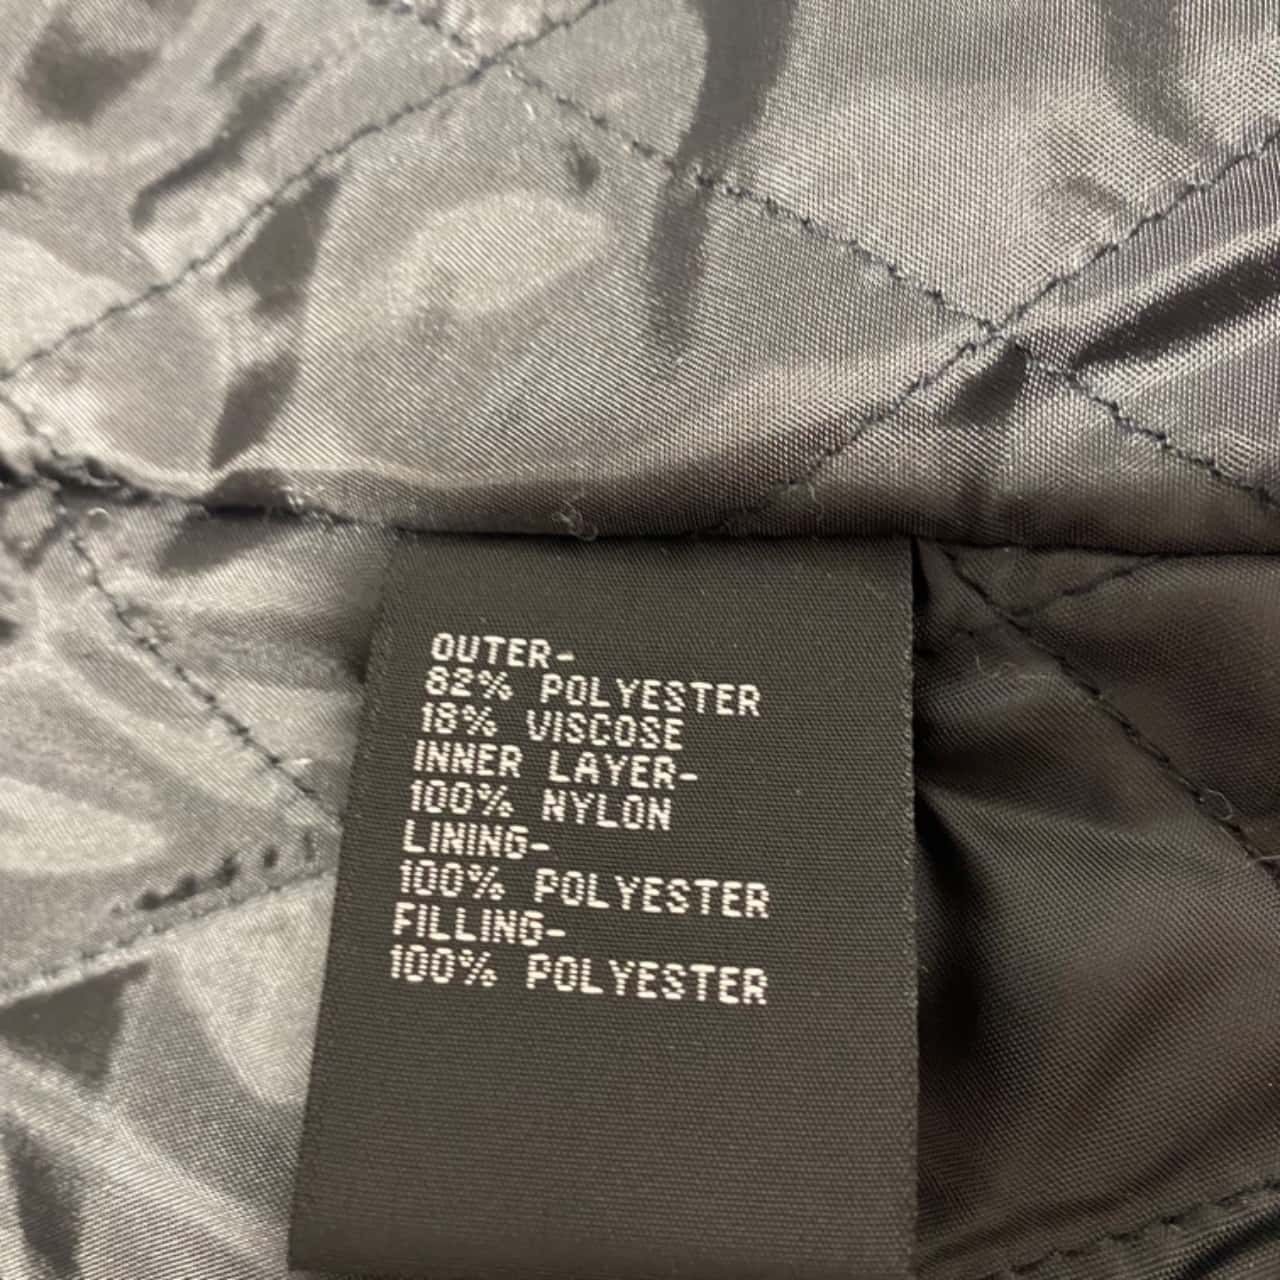 OUTER-
82% POLYESTER
18% VISCOSE
INNER LAYER-
100% NYLON
LINING-
100% POLYESTER
FILLING-
100% POLYESTER